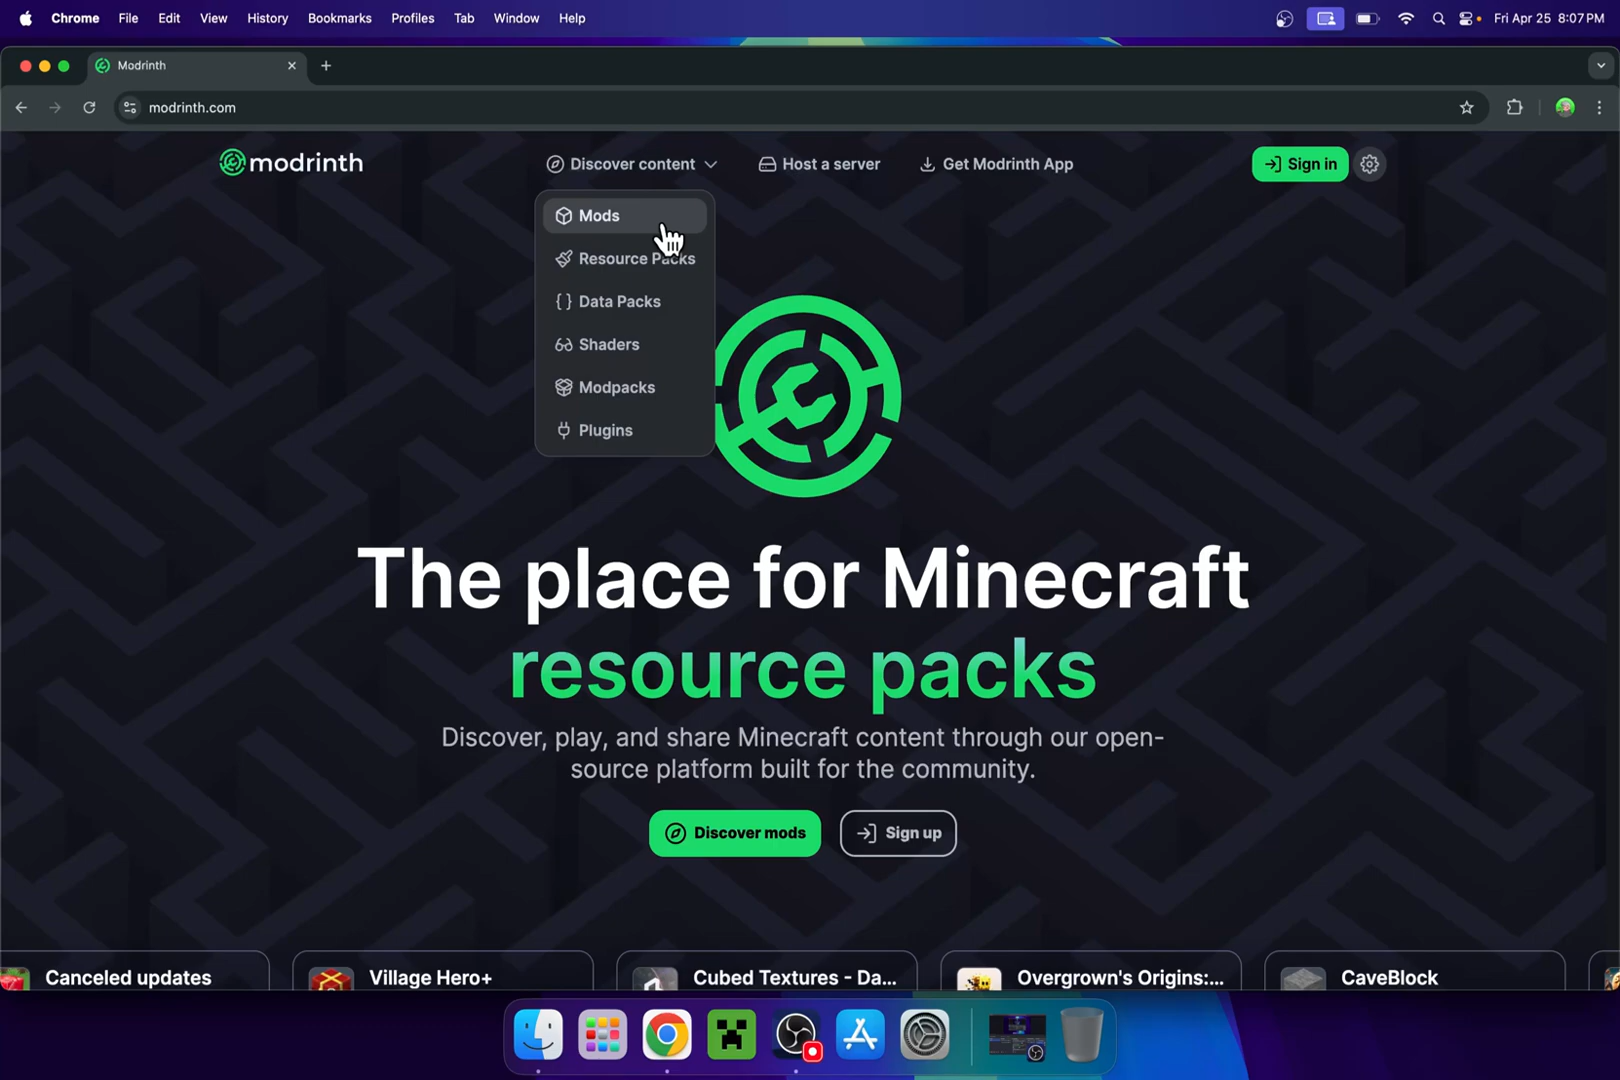 Chrome File Edit View History Bookmarks Profiles Tab Window Help Fri Apr 25 8:07 PM
Modrinth
modrinth.com
modrinth Discover content Host a server Get Modrinth App Sign in
Mods
Resource Packs
Data Packs
Shaders
Modpacks
Plugins
The place for Minecraft
resource packs
Discover, play, and share Minecraft content through our open-
source platform built for the community.
Discover mods Sign up
Canceled updates Village Hero+ Cubed Textures - Da... Overgrown's Origins:... CaveBlock